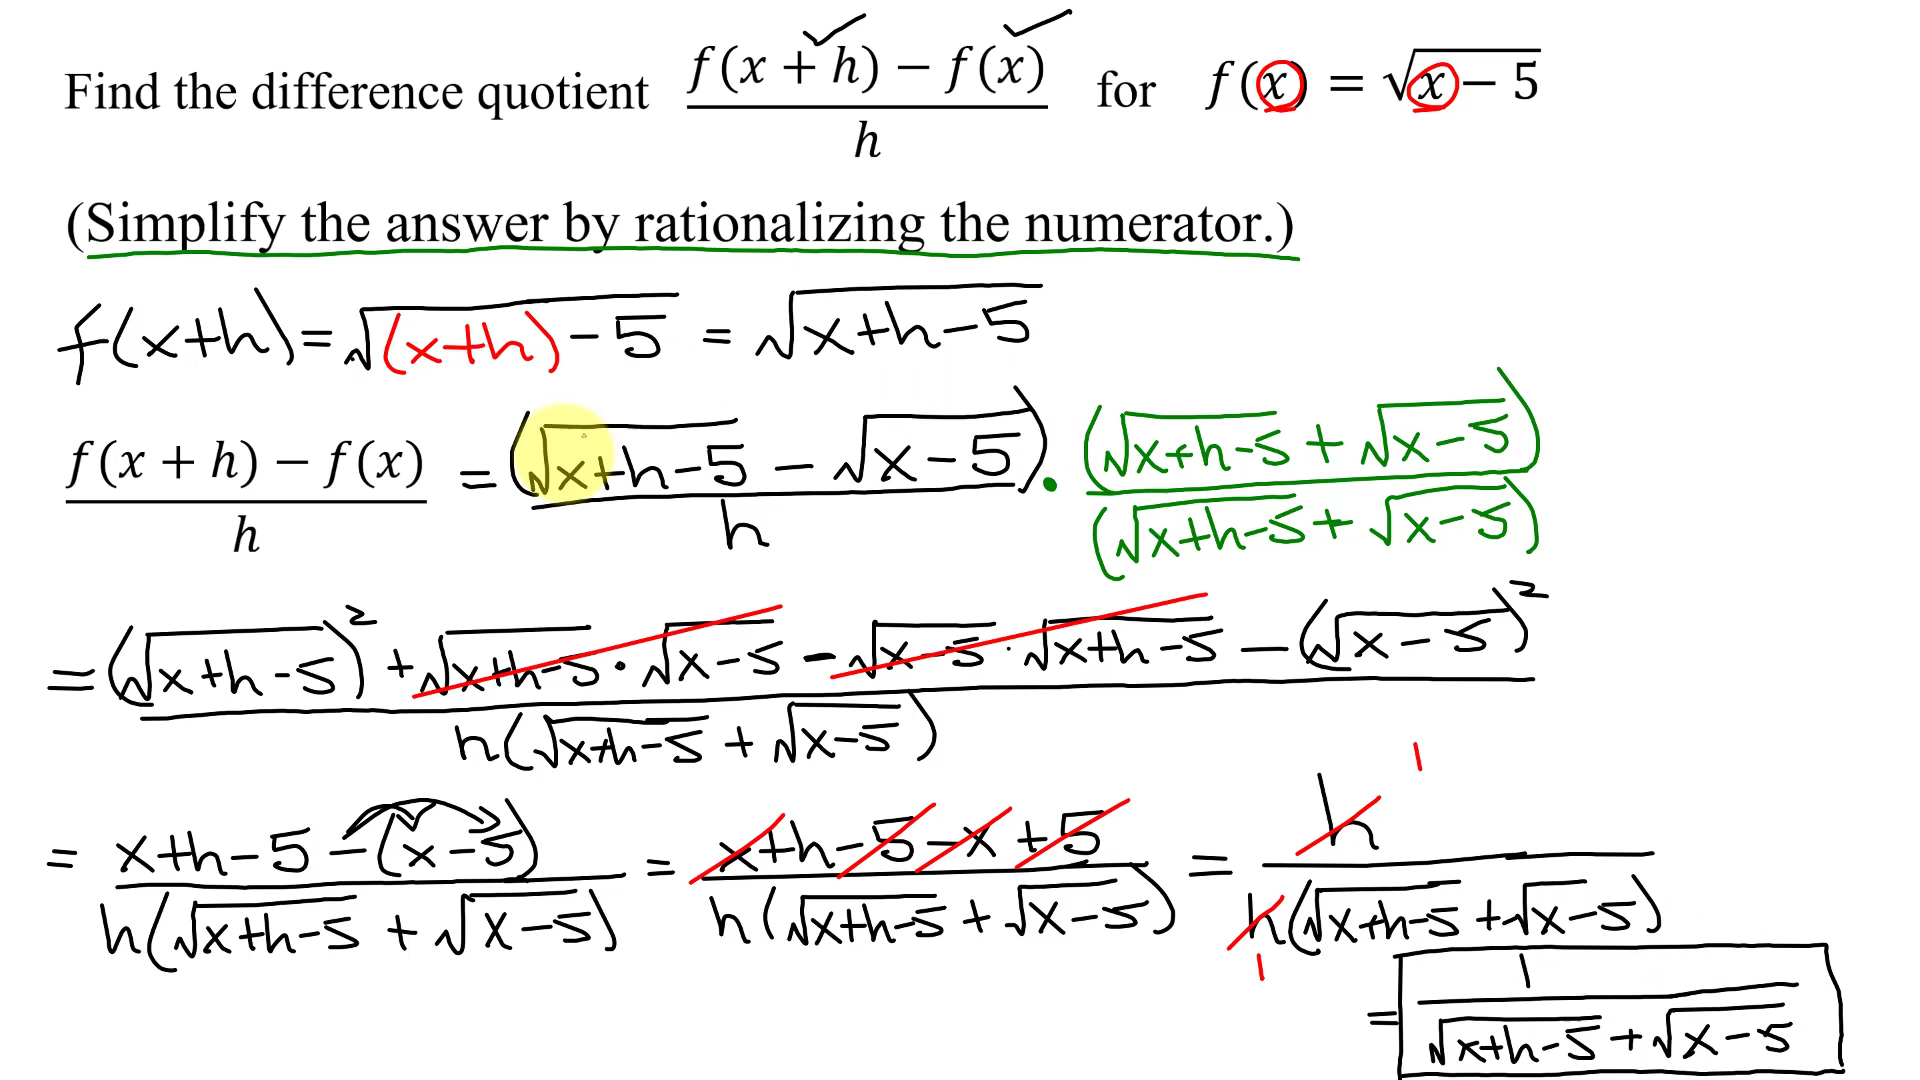 Find the difference quotient (f(x + h) − f(x))/h for f(x) = √(x − 5)
(Simplify the answer by rationalizing the numerator.)
f(x+h) = √((x+h) − 5) = √(x+h−5)
(f(x + h) − f(x))/h = (√(x+h−5) − √(x−5))/h · (√(x+h−5) + √(x−5))/(√(x+h−5) + √(x−5))
= ((√(x+h−5))² + √(x+h−5) · √(x−5) − √(x−5) · √(x+h−5) − (√(x−5))²)/(h(√(x+h−5) + √(x−5)))
= (x+h−5 − (x−5))/(h(√(x+h−5) + √(x−5))) = (x+h−5−x+5)/(h(√(x+h−5) + √(x−5))) = h/(h(√(x+h−5) + √(x−5))) 1 1
= 1/(√(x+h−5) + √(x−5))